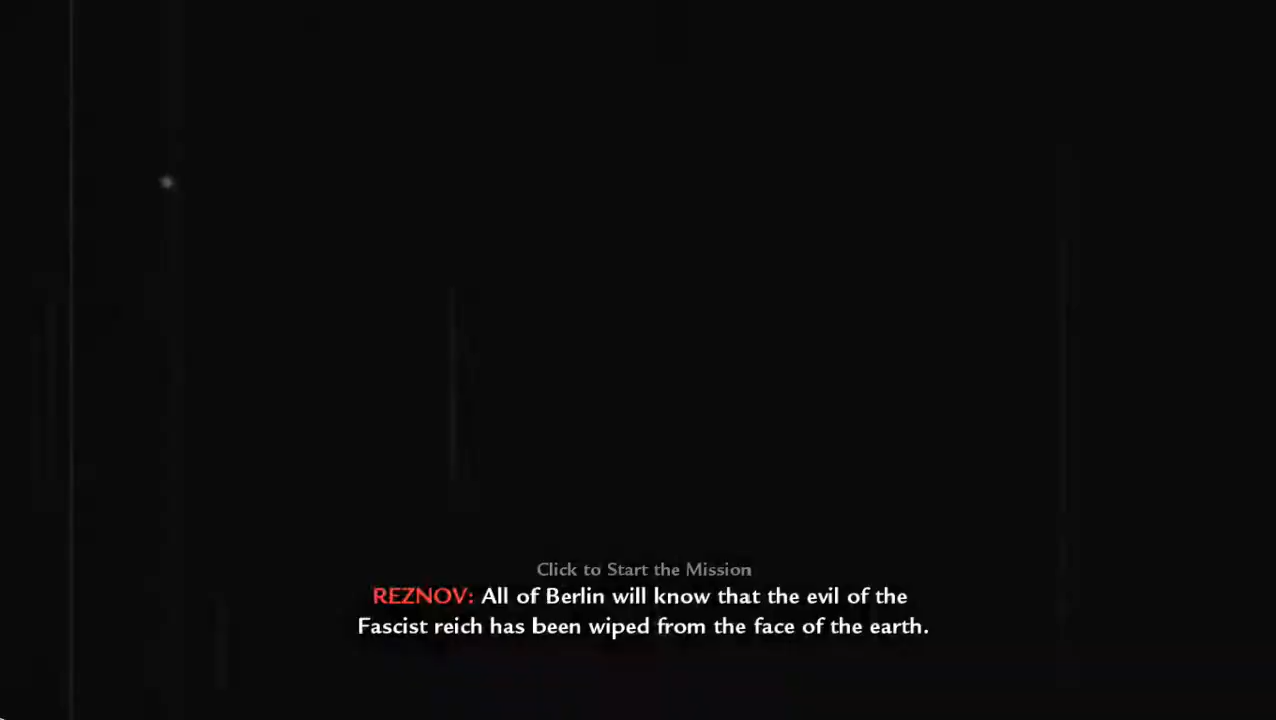 Click to Start the Mission
REZNOV: All of Berlin will know that the evil of the
Fascist reich has been wiped from the face of the earth.